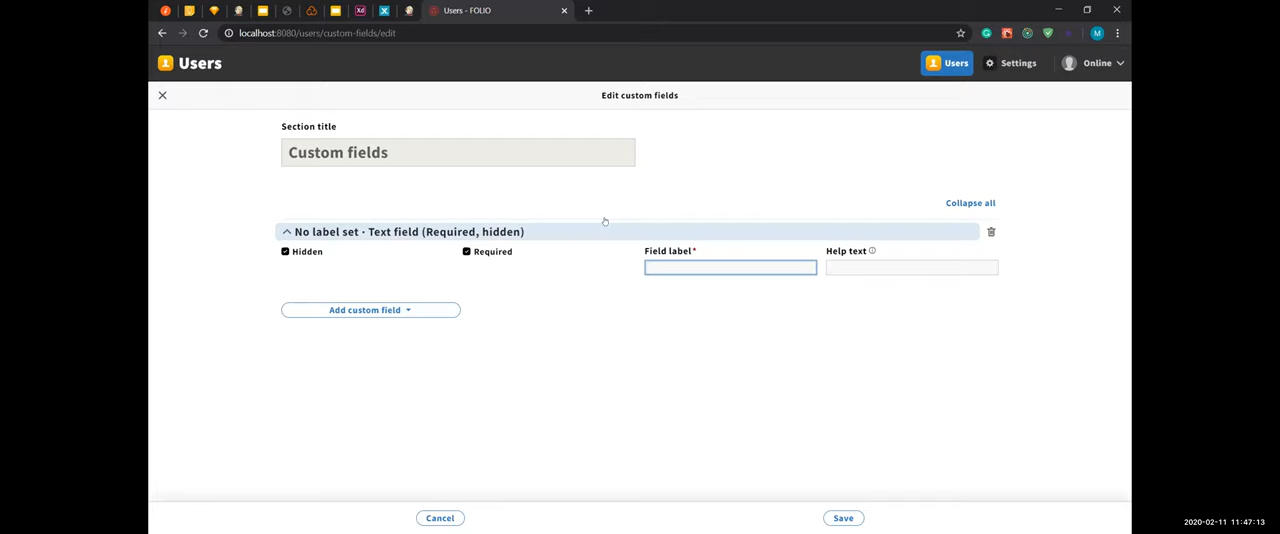 Users - FOLIO
localhost:8080/users/custom-fields/edit
M
Users
Users
Settings
Online
Edit custom fields
Section title
Custom fields
Collapse all
No label set · Text field (Required, hidden)
Hidden
Required
Field label*
Help text
Add custom field
Cancel
Save
2020-02-11 11:47:13